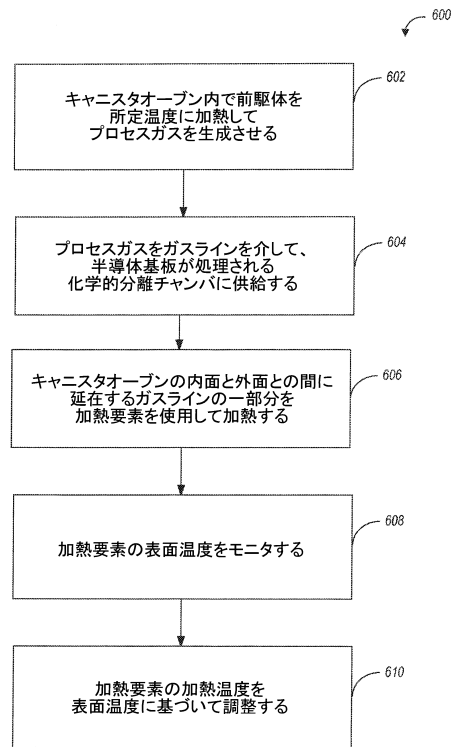 600
602
キャニスタオーブン内で前駆体を
所定温度に加熱して
プロセスガスを生成させる
604
プロセスガスをガスラインを介して、
半導体基板が処理される
化学的分離チャンバに供給する
606
キャニスタオーブンの内面と外面との間に
延在するガスラインの一部分を
加熱要素を使用して加熱する
608
加熱要素の表面温度をモニタする
610
加熱要素の加熱温度を
表面温度に基づいて調整する